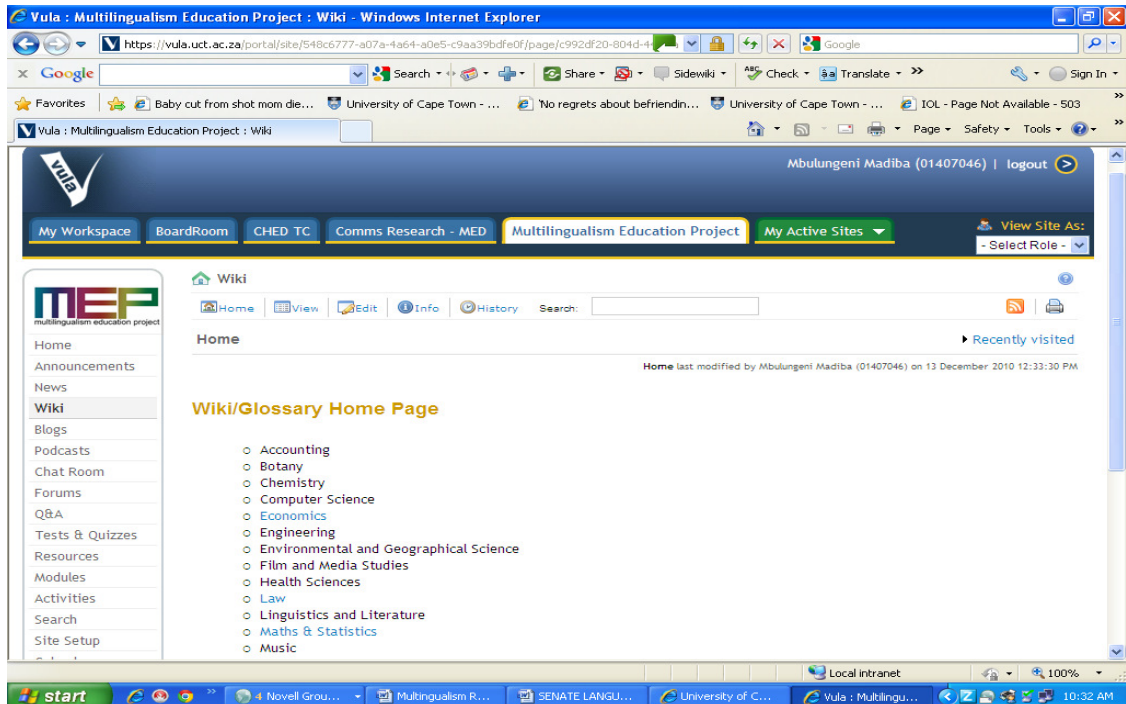 Vula : Multilingualism Education Project : Wiki - Windows Internet Explorer
https://vula.uct.ac.za/portal/site/548c6777-a07a-4a64-a0e5-c9aa39bdfe0f/page/c992df20-804d-4
Google
x Google Search Share Sidewiki Check Translate Sign In
Favorites Baby cut from shot mom die... University of Cape Town - ... 'No regrets about befriendin... University of Cape Town - ... IOL - Page Not Available - 503
Vula : Multilingualism Education Project : Wiki Page Safety Tools
vula
Mbulungeni Madiba (01407046) | logout
My Workspace BoardRoom CHED TC Comms Research - MED Multilingualism Education Project My Active Sites
View Site As:
- Select Role -
MEP
multilingualism education project
Home
Announcements
News
Wiki
Blogs
Podcasts
Chat Room
Forums
Q&A
Tests & Quizzes
Resources
Modules
Activities
Search
Site Setup
Wiki
Home View Edit Info History Search:
Home Recently visited
Home last modified by Mbulungeni Madiba (01407046) on 13 December 2010 12:33:30 PM
Wiki/Glossary Home Page
Accounting
Botany
Chemistry
Computer Science
Economics
Engineering
Environmental and Geographical Science
Film and Media Studies
Health Sciences
Law
Linguistics and Literature
Maths & Statistics
Music
Local intranet 100%
start 4 Novell Grou... Multingualism R... SENATE LANGU... University of C... Vula : Multilingu... 10:32 AM